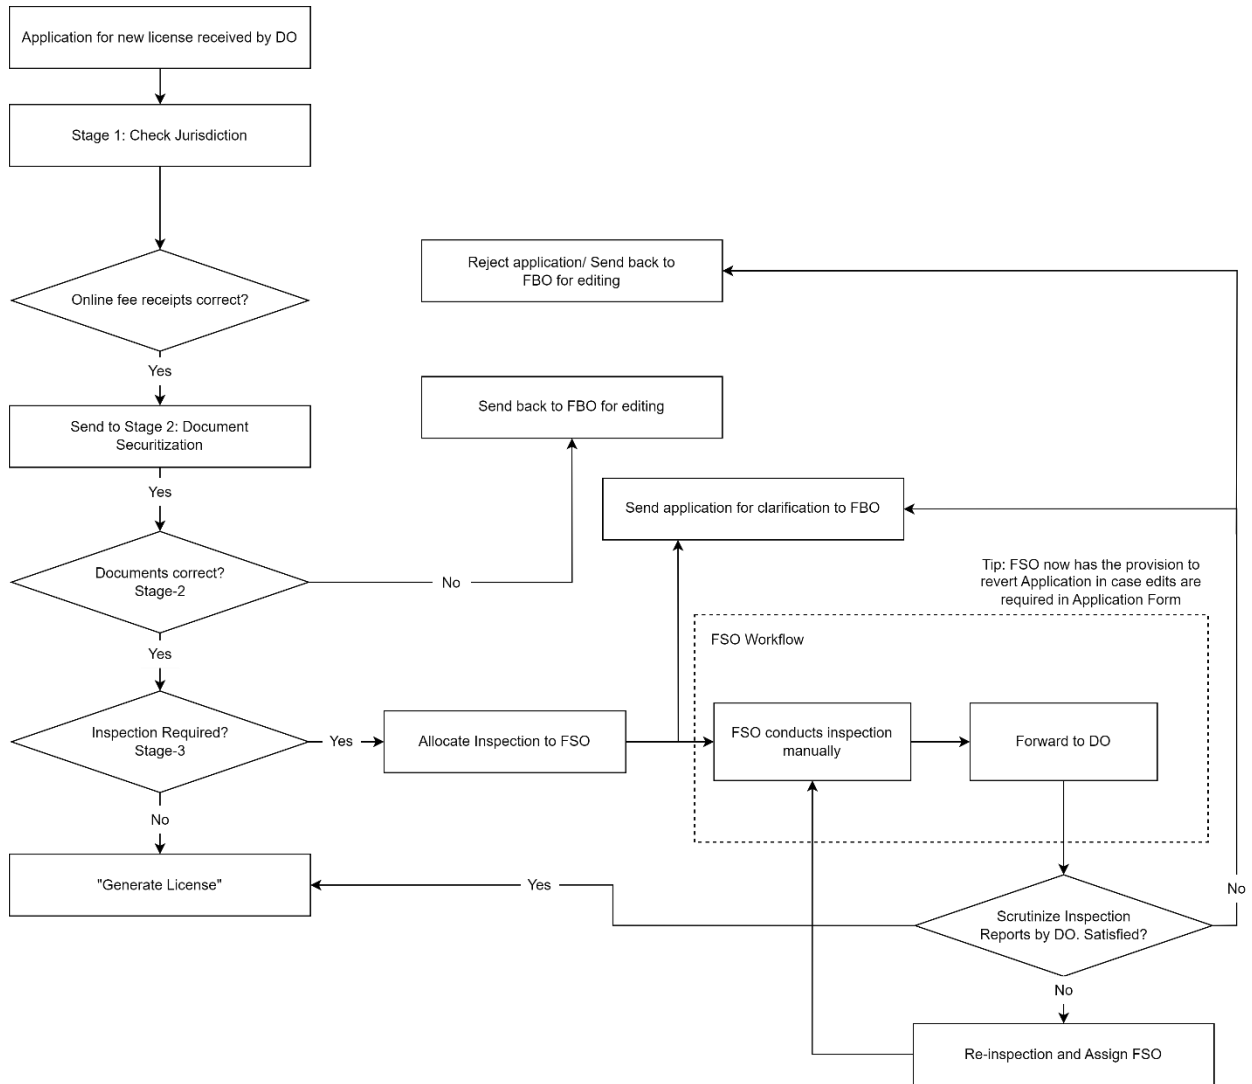 Application for new license received by DO
Stage 1: Check Jurisdiction
Reject application/ Send back to
FBO for editing
Online fee receipts correct?
Yes
Send back to FBO for editing
Send to Stage 2: Document
Securitization
Yes
Send application for clarification to FBO
Documents correct?
Stage-2
No
Tip: FSO now has the provision to
revert Application in case edits are
required in Application Form
Yes
FSO Workflow
Inspection Required?
Stage-3
Yes
Allocate Inspection to FSO
FSO conducts inspection
manually
Forward to DO
No
"Generate License"
Yes
No
Scrutinize Inspection
Reports by DO. Satisfied?
No
Re-inspection and Assign FSO